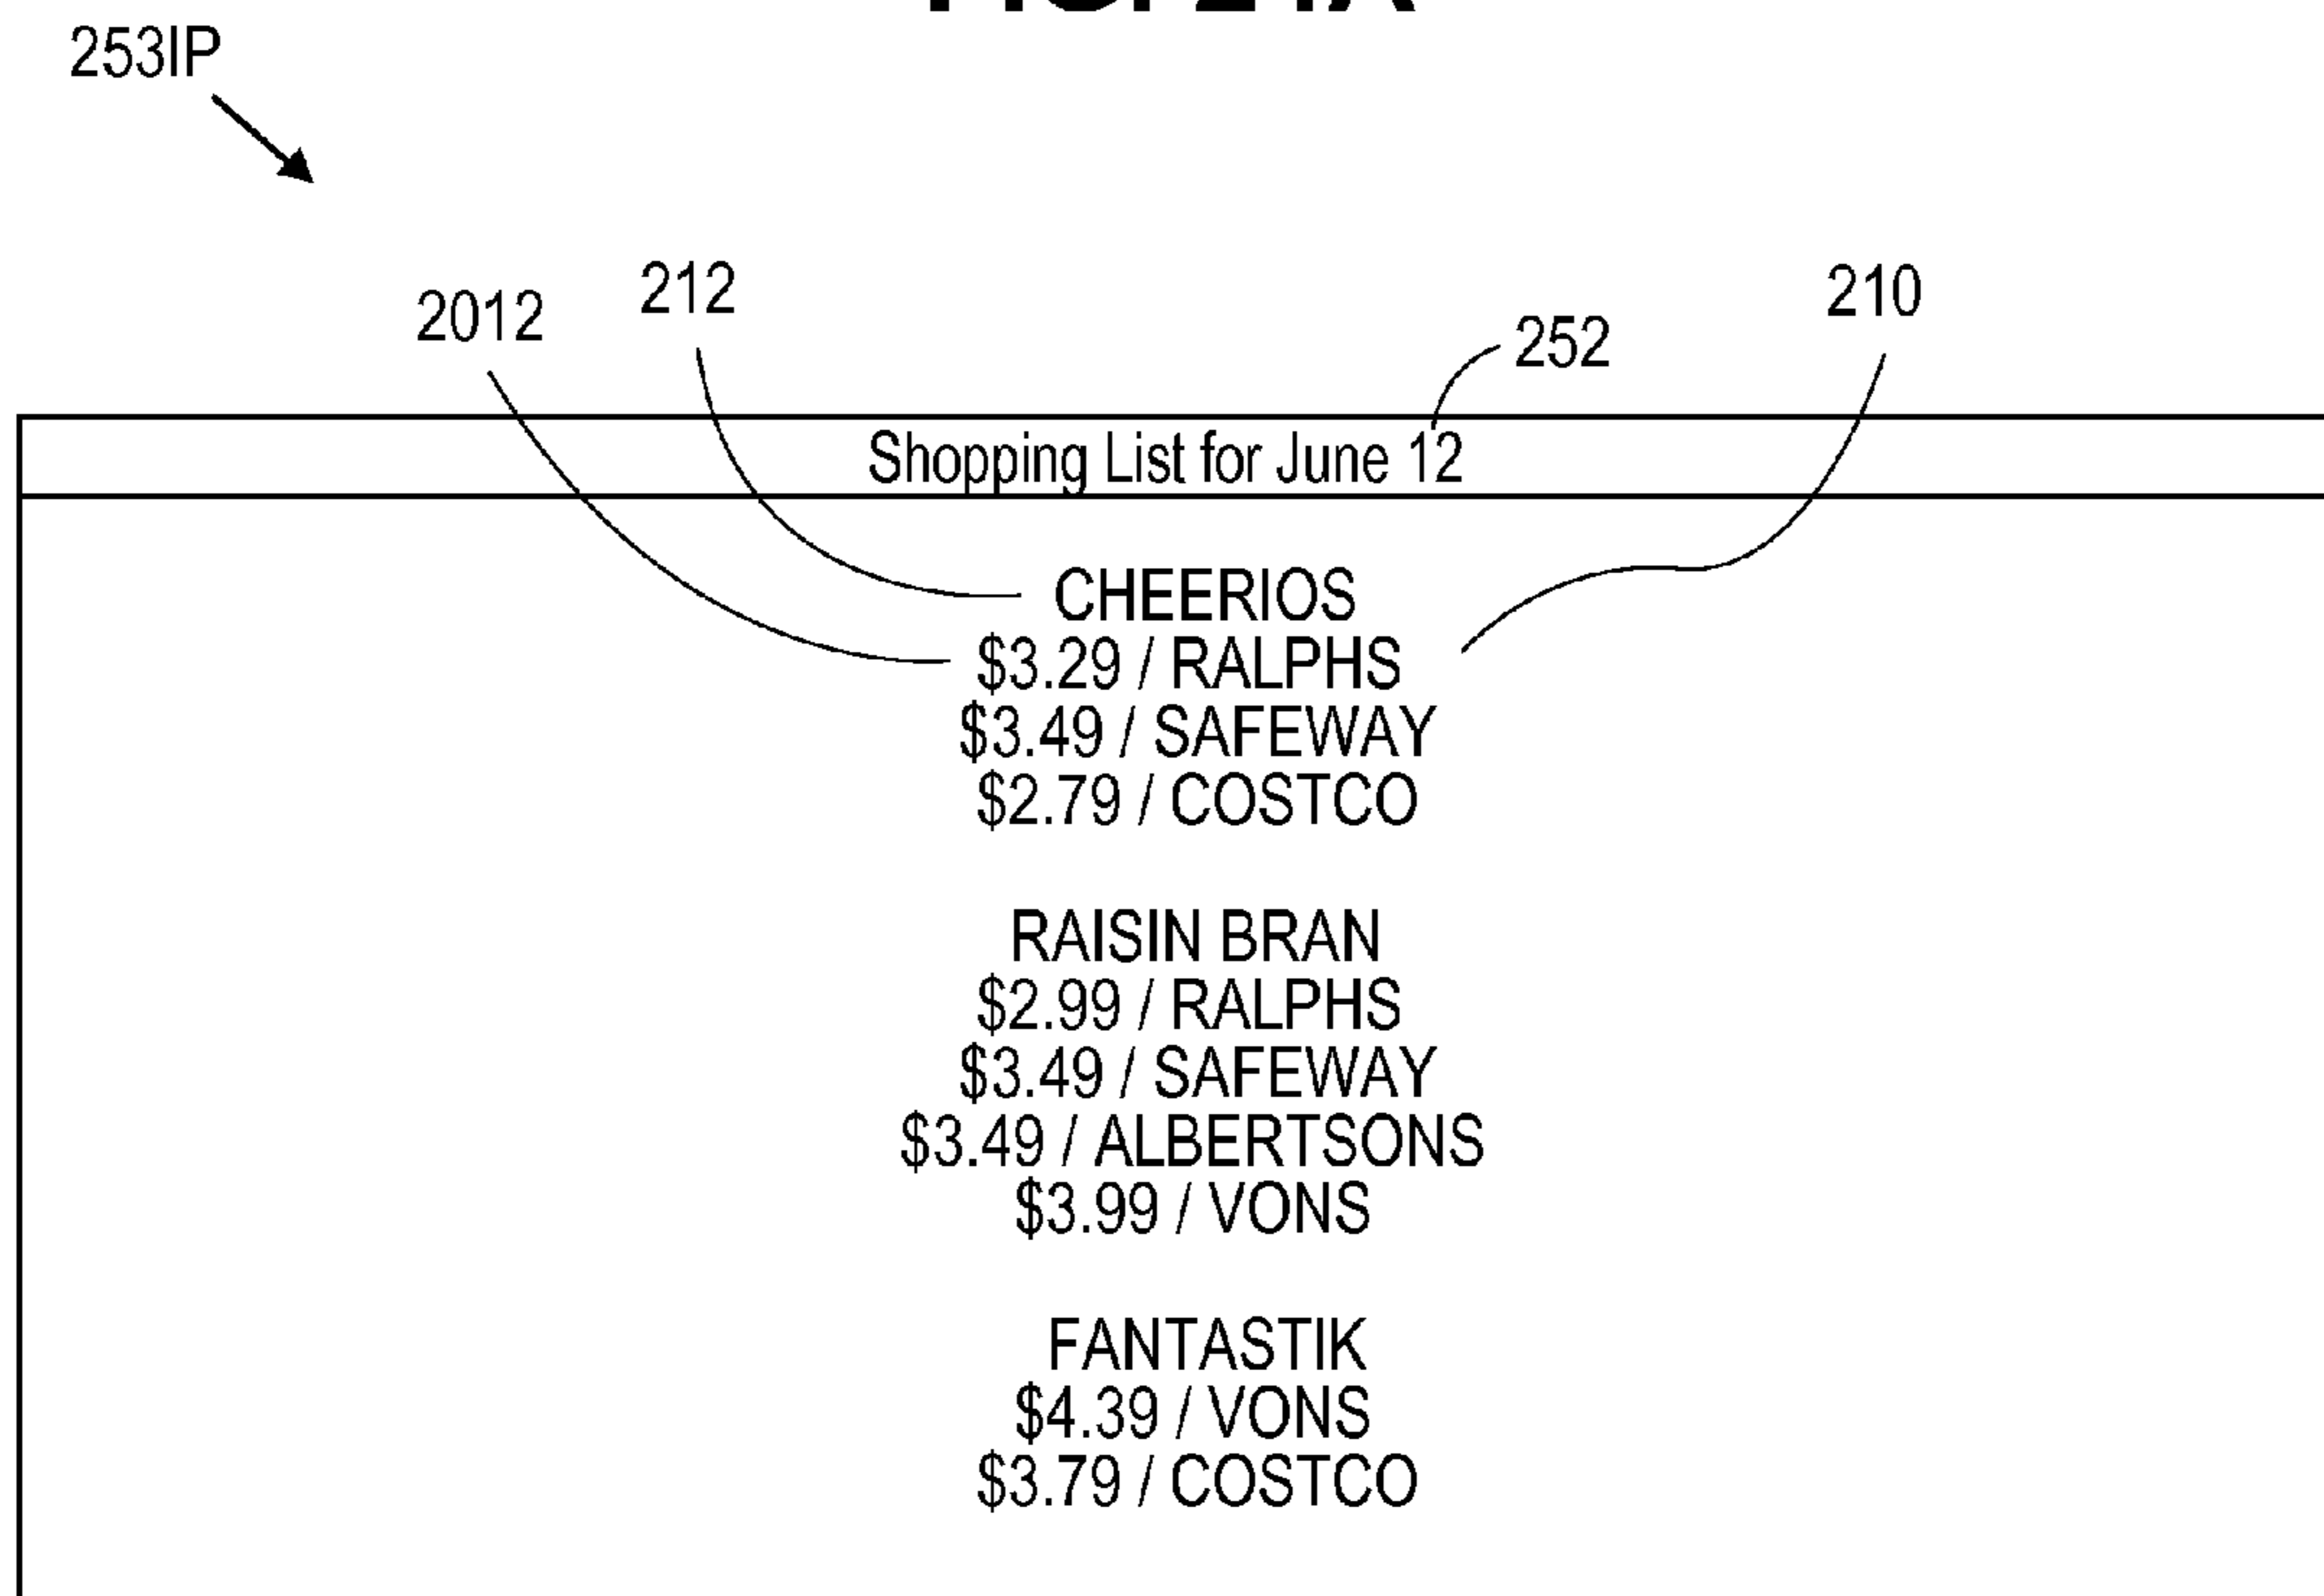 253IP
2012
212
252
210
Shopping List for June 12
CHEERIOS
$3.29 / RALPHS
$3.49 / SAFEWAY
$2.79 / COSTCO
RAISIN BRAN
$2.99 / RALPHS
$3.49 / SAFEWAY
$3.49 / ALBERTSONS
$3.99 / VONS
FANTASTIK
$4.39 / VONS
$3.79 / COSTCO